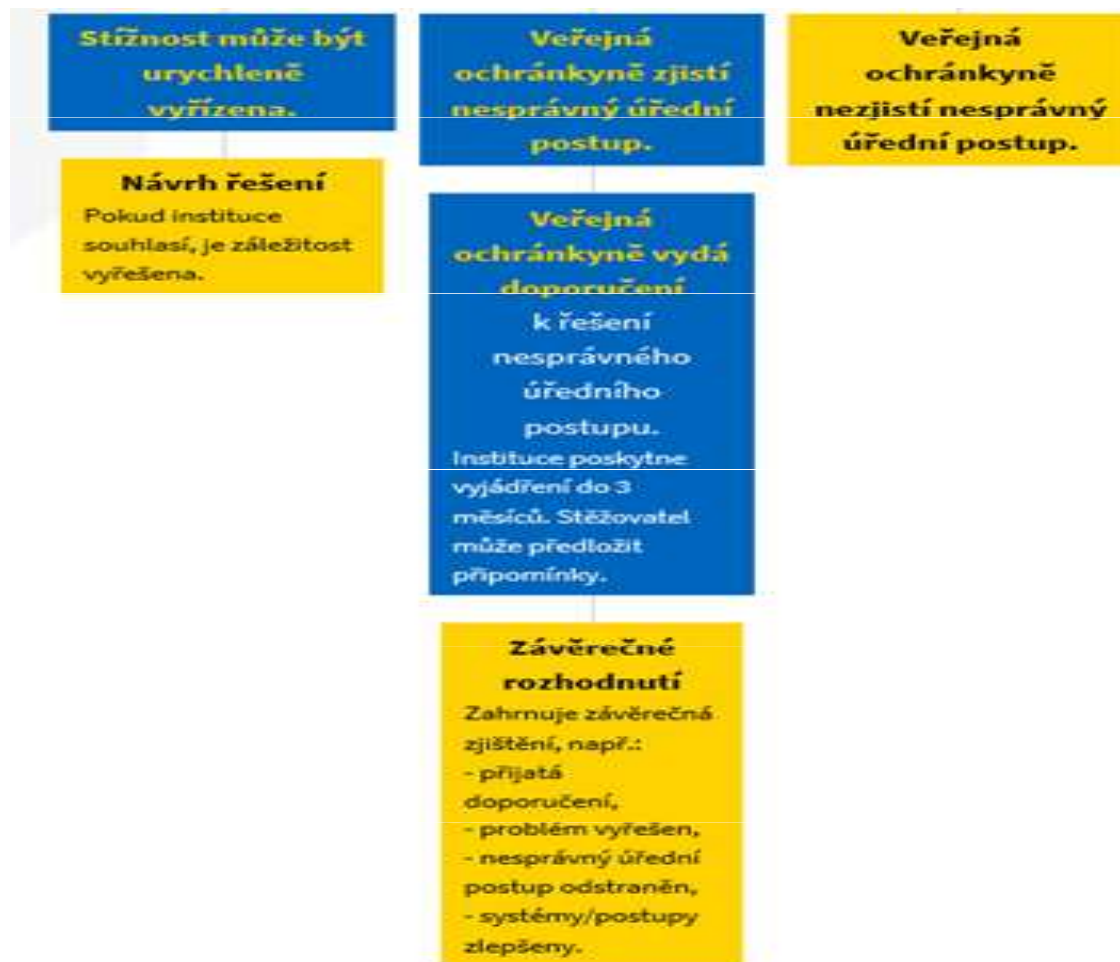 Stížnost může být
urychleně
vyřízena.
Návrh řešení
Pokud instituce
souhlasí, je záležitost
vyřešena.
Veřejná
ochránkyně zjistí
nesprávný úřední
postup.
Veřejná
ochránkyně vydá
doporučení
k řešení
nesprávného
úředního
postupu.
Instituce poskytne
vyjádření do 3
měsíců. Stěžovatel
může předložit
připomínky.
Závěrečné
rozhodnutí
Zahrnuje závěrečná
zjištění, např.:
- přijatá
doporučení,
- problém vyřešen,
- nesprávný úřední
postup odstraněn,
- systémy/postupy
zlepšeny.
Veřejná
ochránkyně
nezjistí nesprávný
úřední postup.